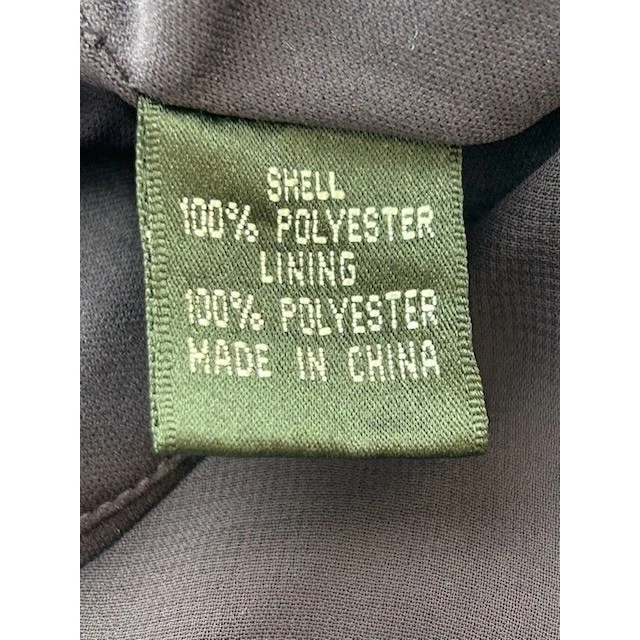 SHELL
100% POLYESTER
LINING
100% POLYESTER
MADE IN CHINA